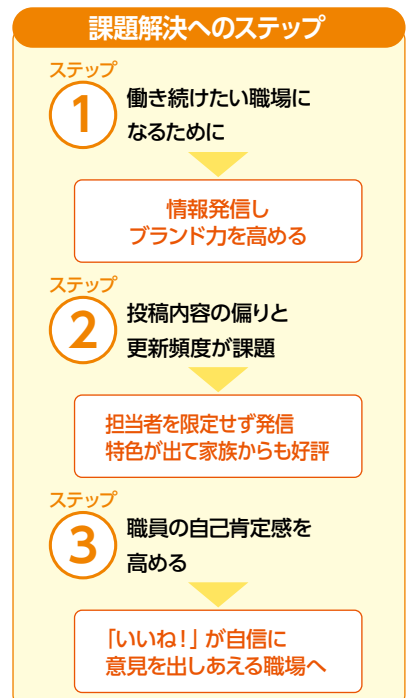 課題解決へのステップ
ステップ
1
働き続けたい職場に
なるために
情報発信し
ブランド力を高める
ステップ
2
投稿内容の偏りと
更新頻度が課題
担当者を限定せず発信
特色が出て家族からも好評
ステップ
3
職員の自己肯定感を
高める
「いいね！」が自信に
意見を出しあえる職場へ